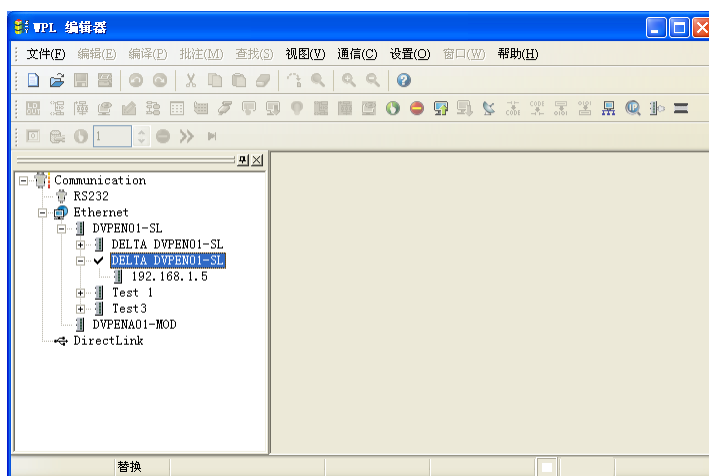 WPL 编辑器
文件(F) 编辑(E) 编译(P) 批注(M) 查找(S) 视图(V) 通信(C) 设置(O) 窗口(W) 帮助(H)
1
Communication
RS232
Ethernet
DVPEN01-SL
DELTA DVPEN01-SL
DELTA DVPEN01-SL
192.168.1.5
Test 1
Test3
DVPENA01-MOD
DirectLink
替换